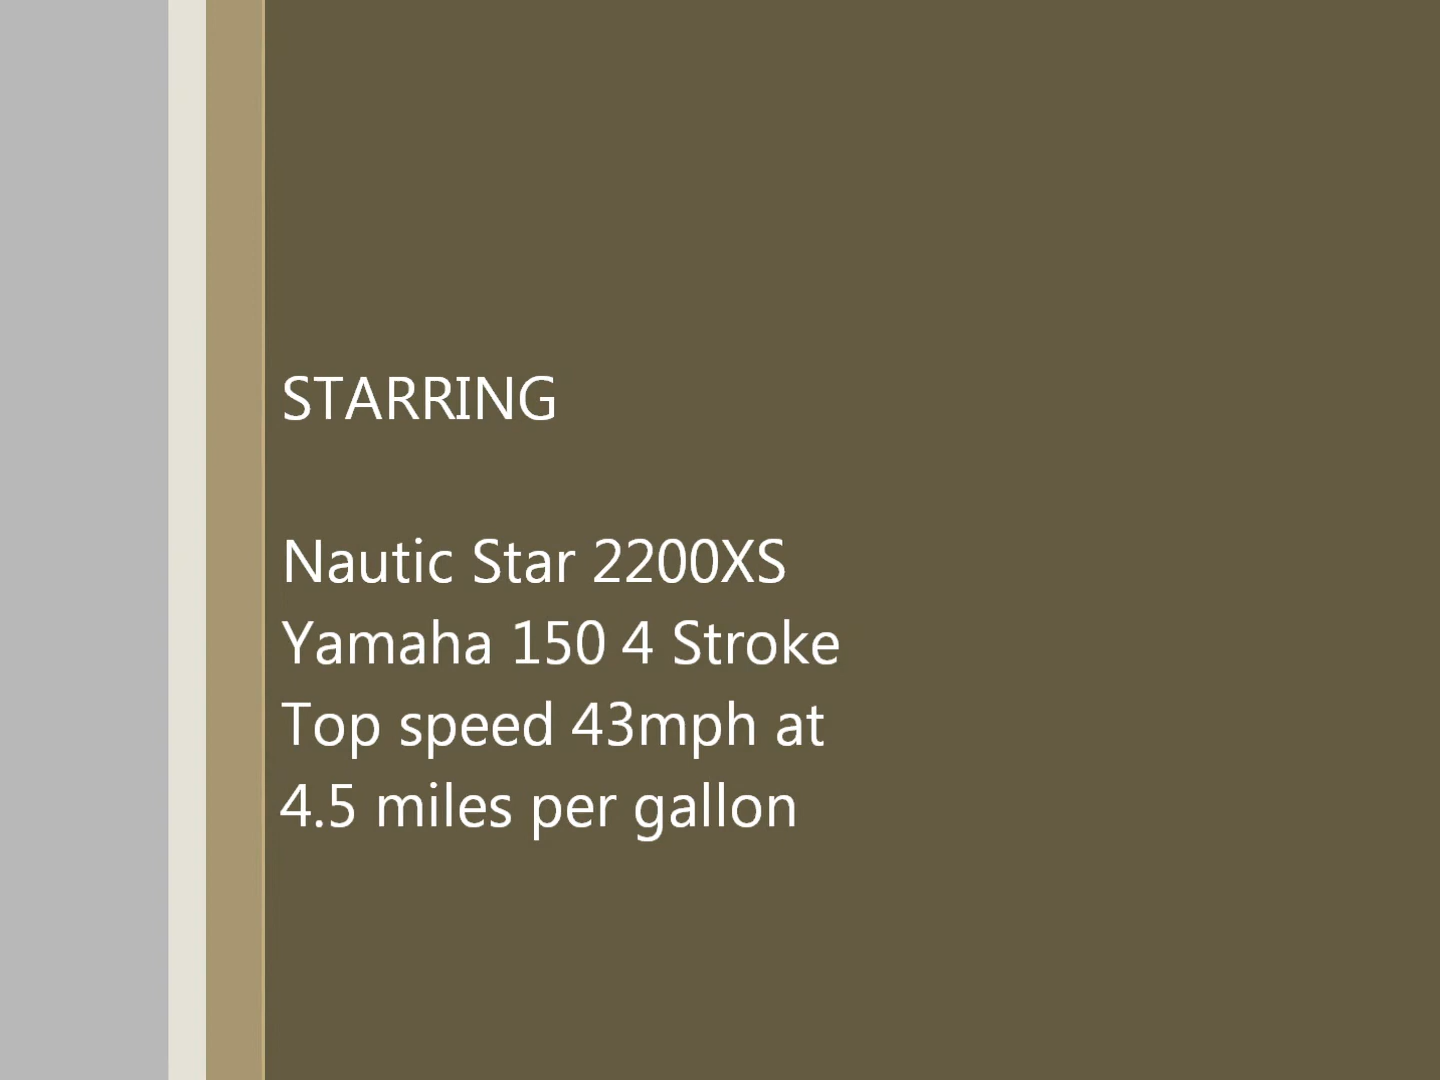 STARRING
Nautic Star 2200XS
Yamaha 150 4 Stroke
Top speed 43mph at
4.5 miles per gallon